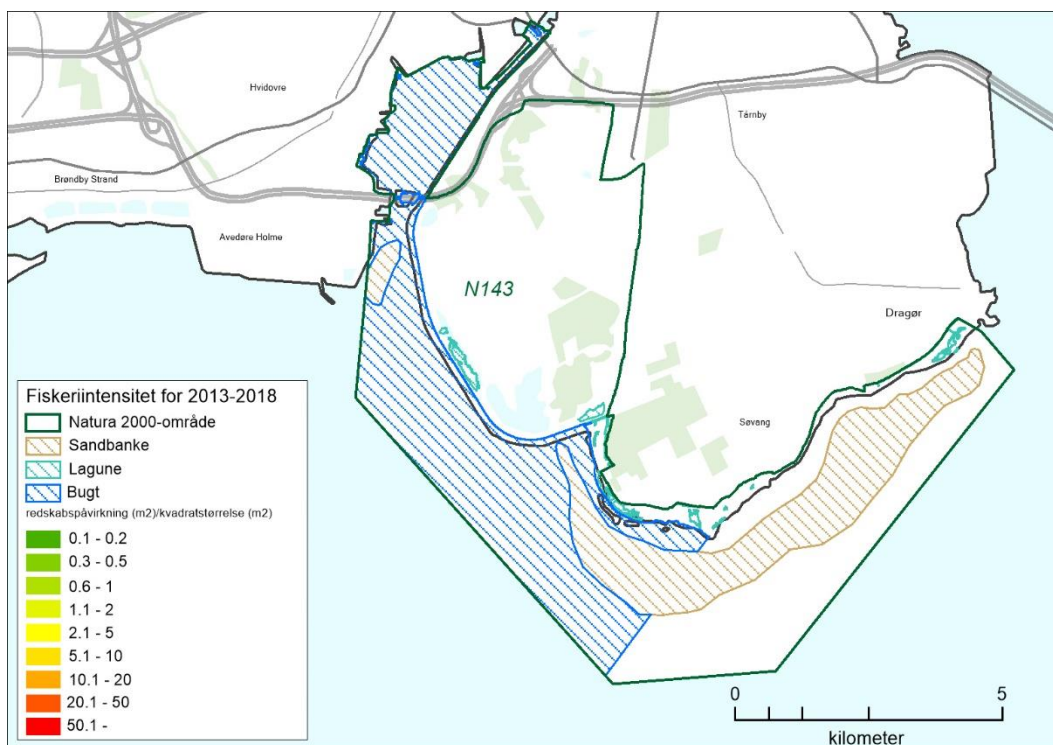 Hvidovre
Tårnby
Brøndby Strand
Avedøre Holme
N143
Dragør
Søvang
Fiskeriintensitet for 2013-2018
Natura 2000-område
Sandbanke
Lagune
Bugt
redskabspåvirkning (m2)/kvadratstørrelse (m2)
0.1 - 0.2
0.3 - 0.5
0.6 - 1
1.1 - 2
2.1 - 5
5.1 - 10
10.1 - 20
20.1 - 50
50.1 -
0 5
kilometer